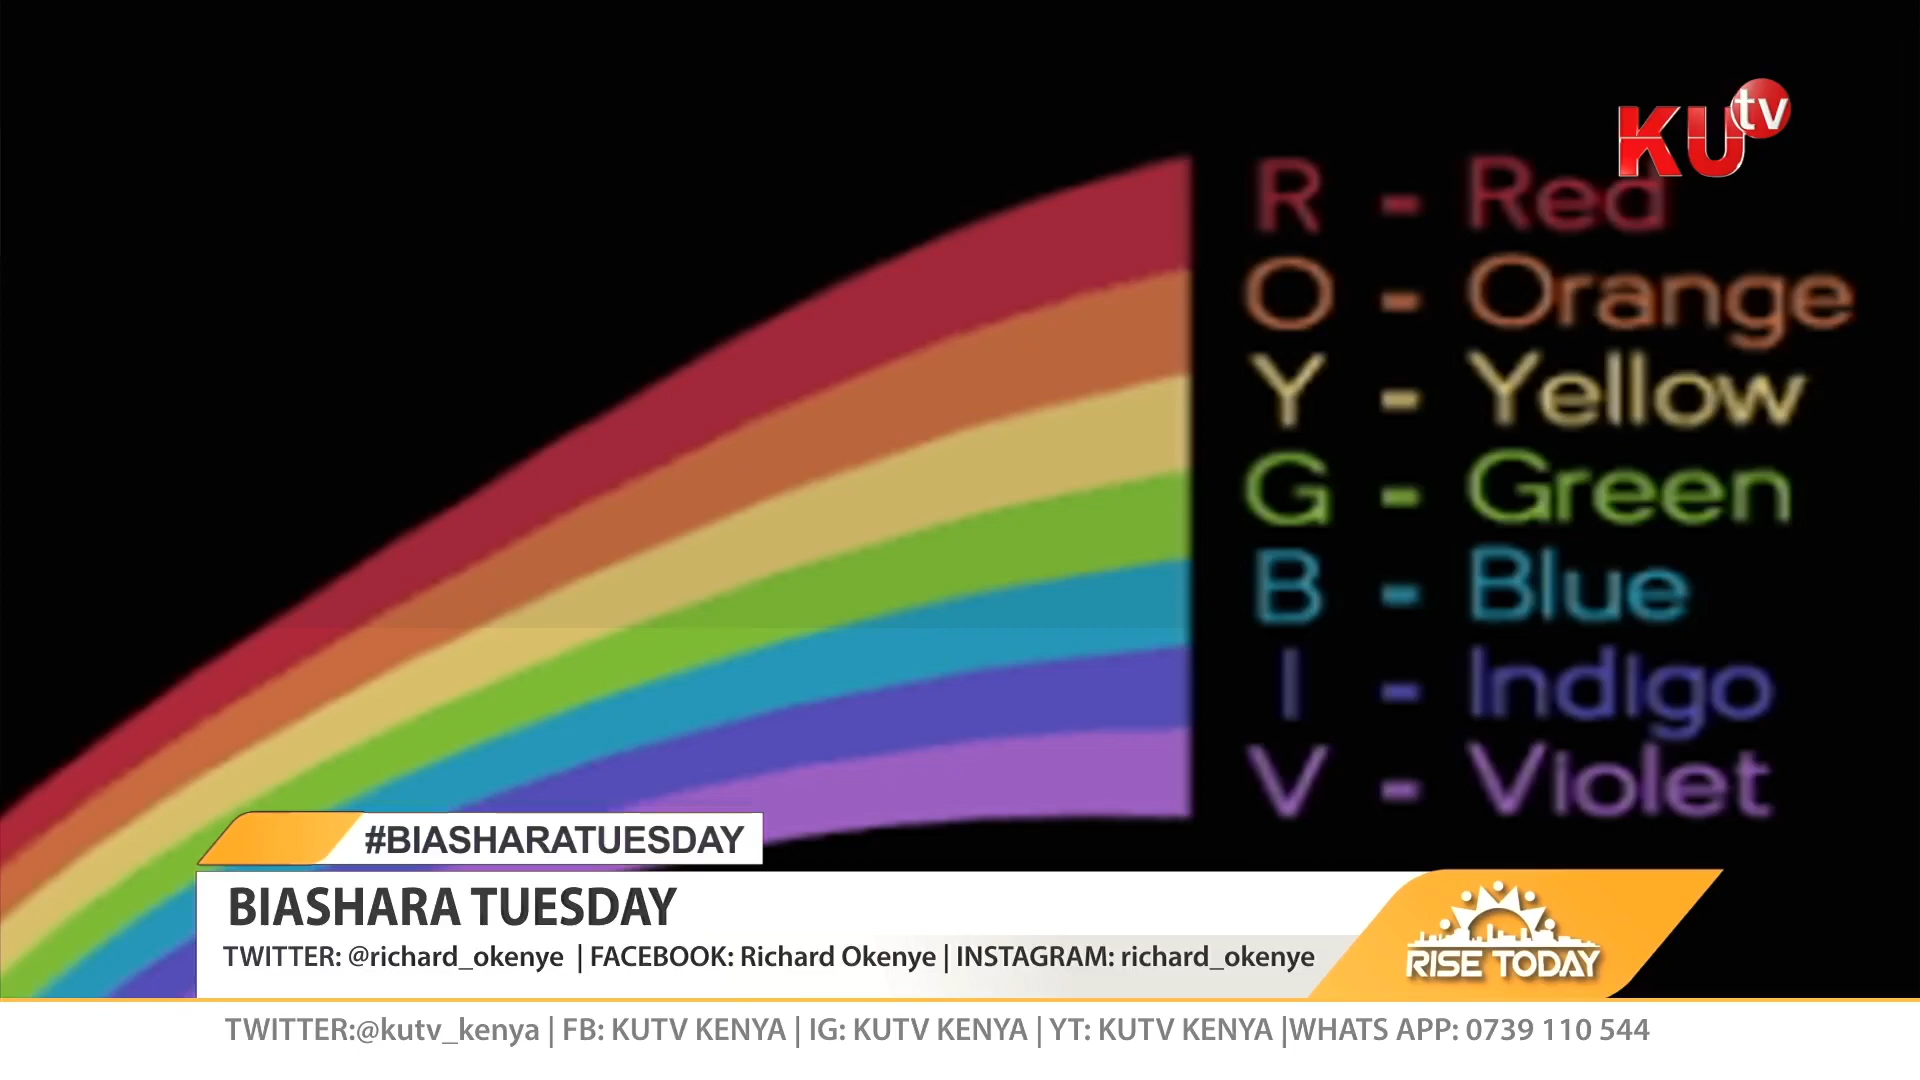 KU tv
R - Red
O - Orange
Y - Yellow
G - Green
B - Blue
I - Indigo
V - Violet
#BIASHARATUESDAY
BIASHARA TUESDAY
TWITTER: @richard_okenye | FACEBOOK: Richard Okenye | INSTAGRAM: richard_okenye
RISE TODAY
TWITTER:@kutv_kenya | FB: KUTV KENYA | IG: KUTV KENYA | YT: KUTV KENYA |WHATS APP: 0739 110 544